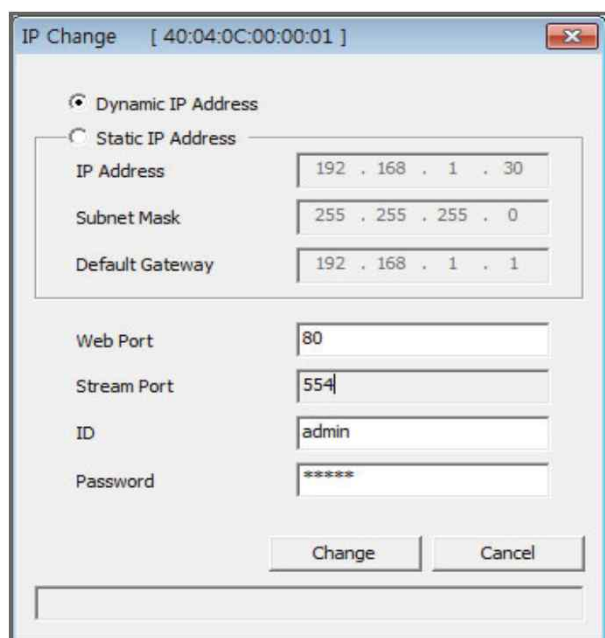 IP Change [ 40:04:0C:00:00:01 ]
Dynamic IP Address
Static IP Address
IP Address 192 . 168 . 1 . 30
Subnet Mask 255 . 255 . 255 . 0
Default Gateway 192 . 168 . 1 . 1
Web Port 80
Stream Port 554
ID admin
Password *****
Change Cancel